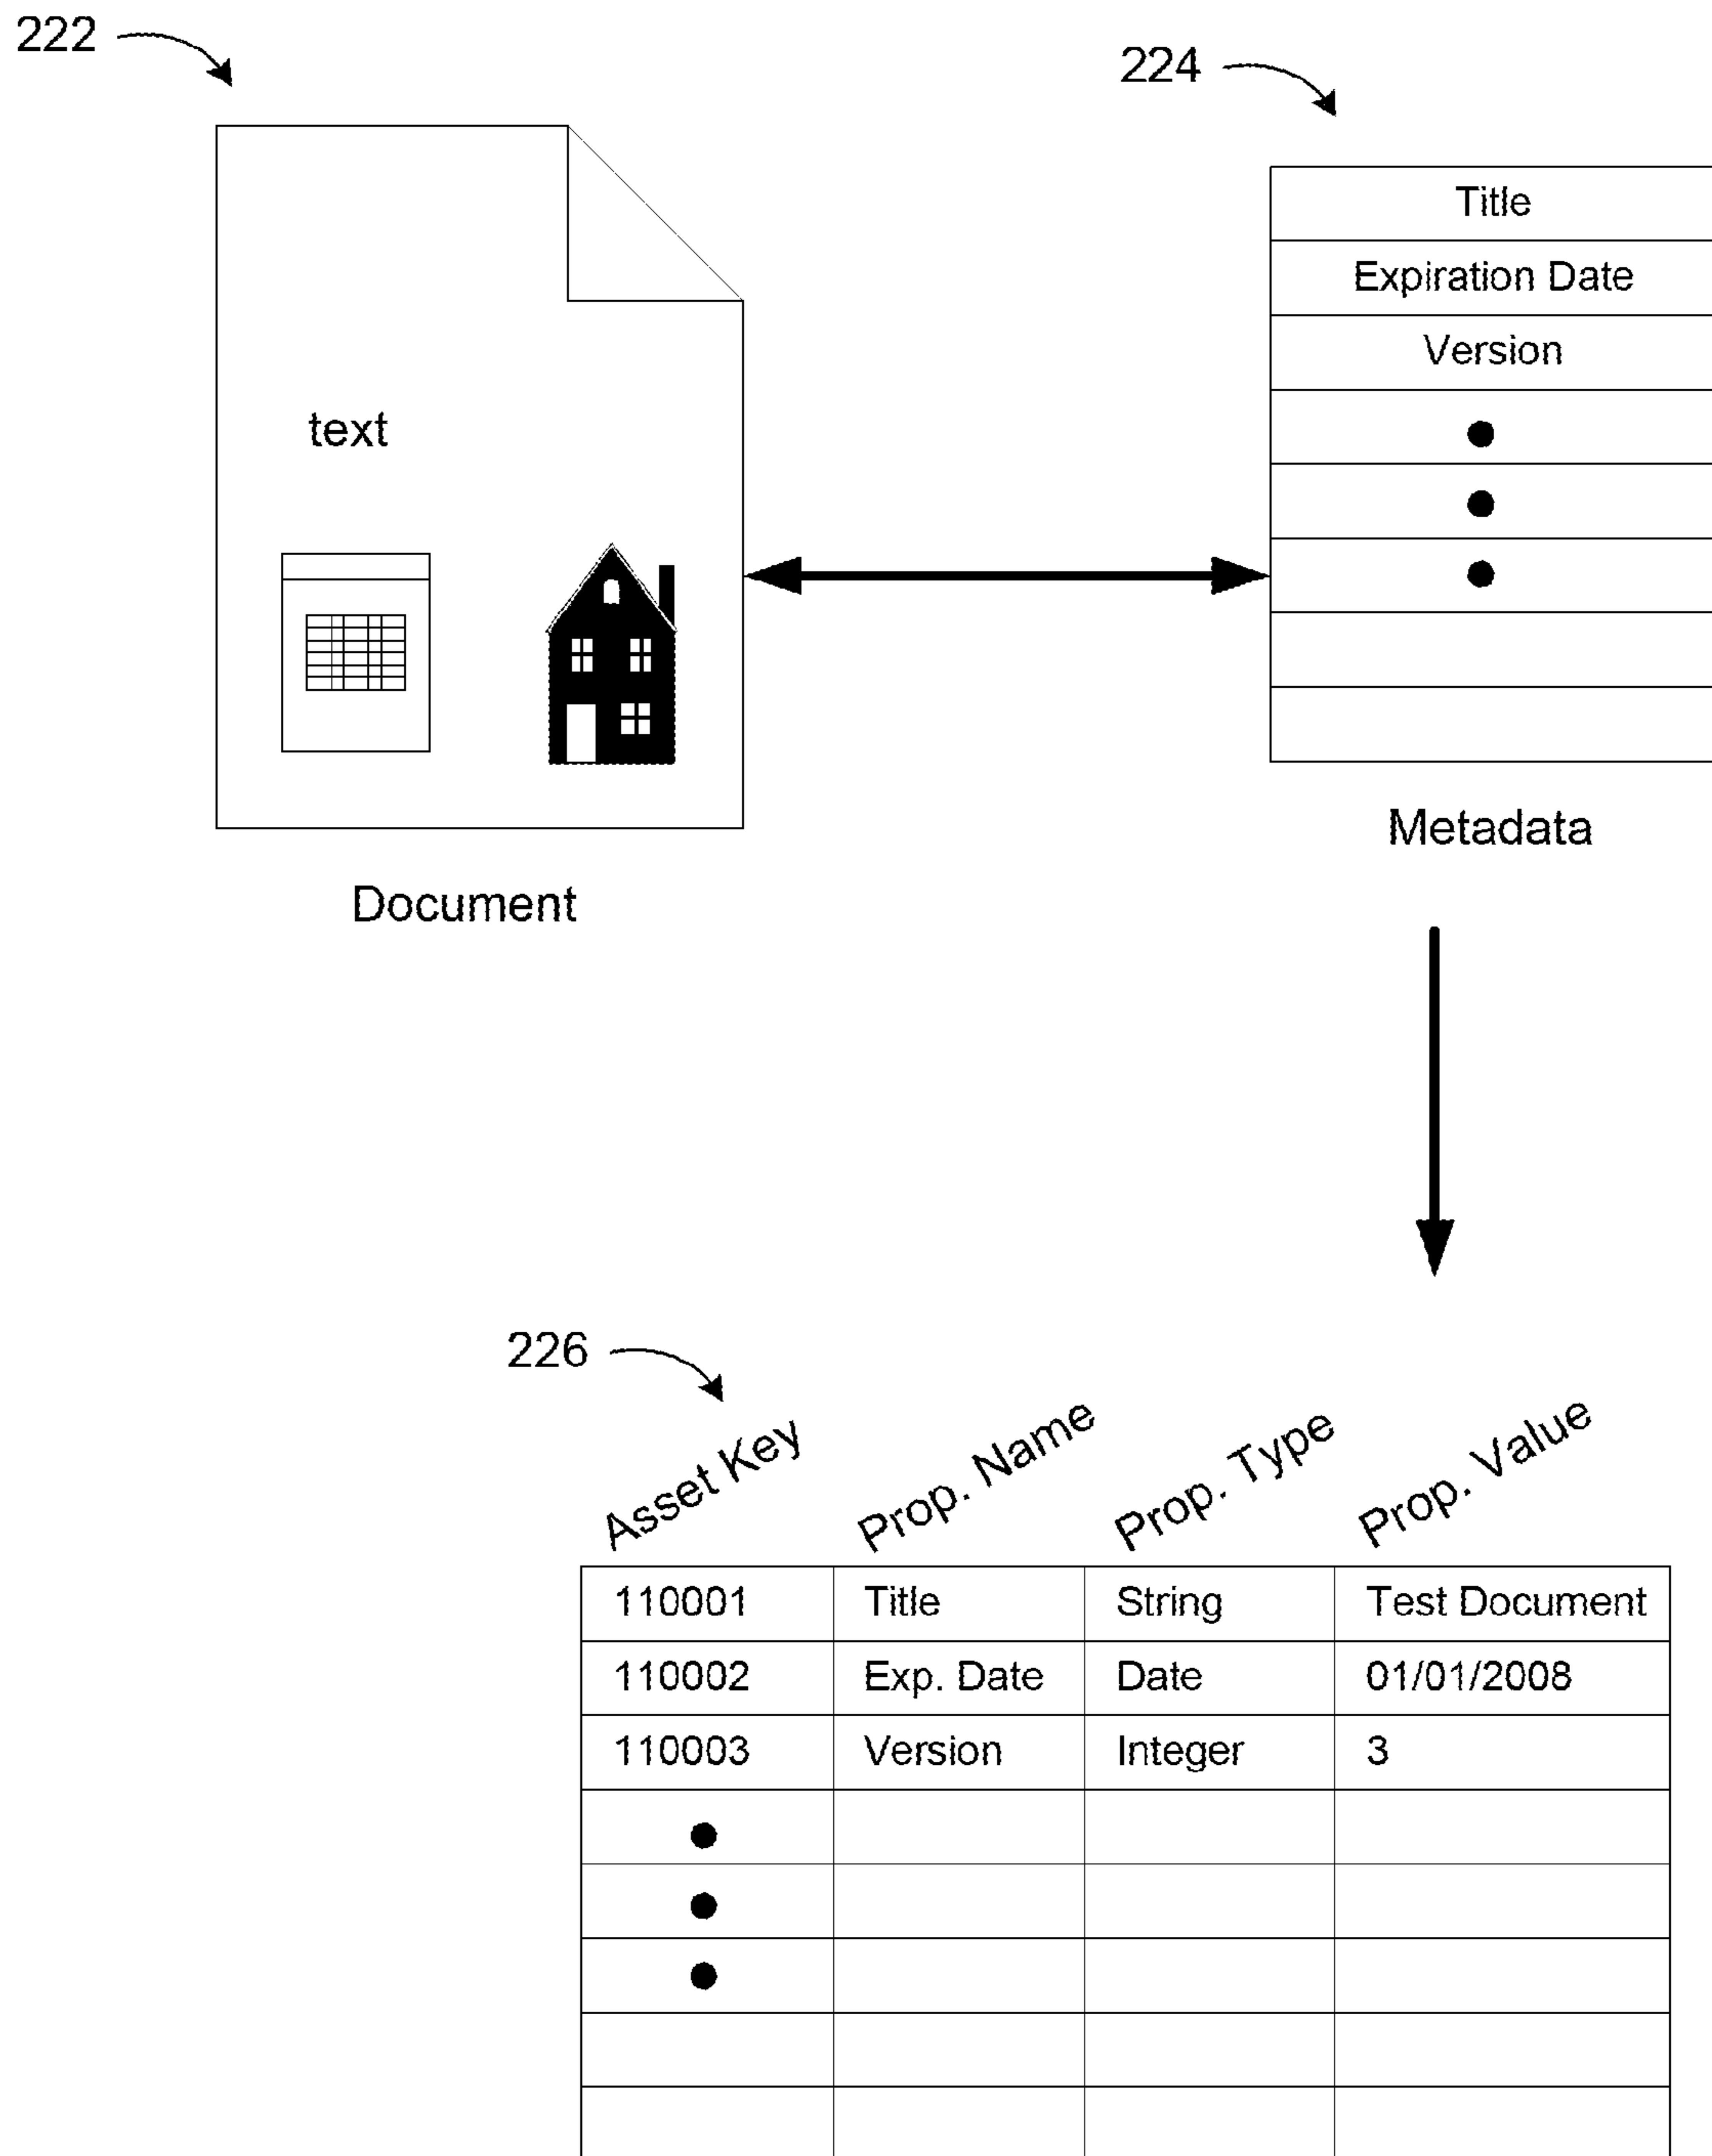 222
224
Title
Expiration Date
Version
text
Metadata
Document
226
Asset Key Prop. Name Prop. Type Prop. Value
110001 Title String Test Document
110002 Exp. Date Date 01/01/2008
110003 Version Integer 3